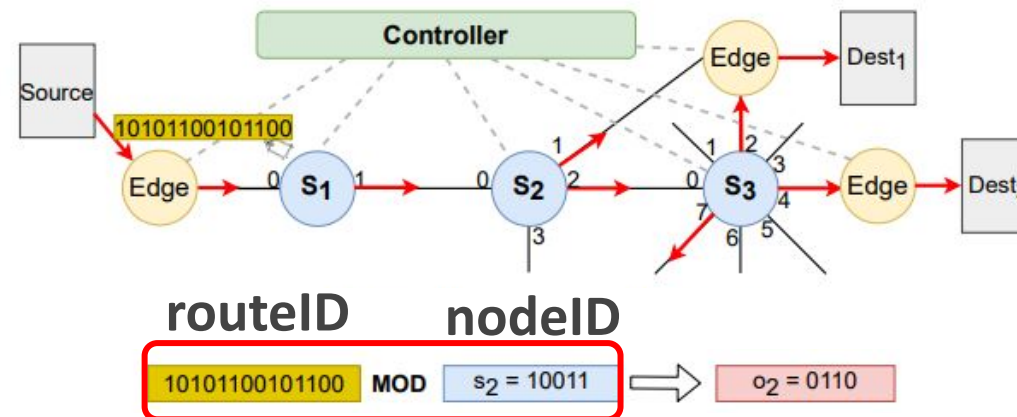 Controller
Source
Edge
Dest1
10101100101100
Edge
0
S1
1
0
S2
1
2
3
0
S3
1
2
3
4
5
6
7
Edge
Dest
routeID
nodeID
10101100101100
MOD
s2 = 10011
o2 = 0110